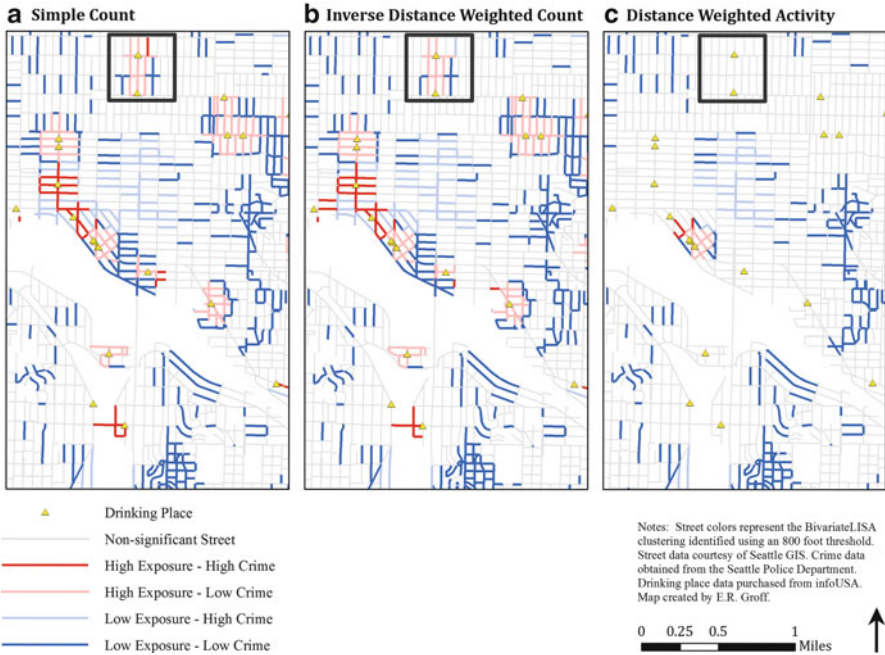 a Simple Count
b Inverse Distance Weighted Count
c Distance Weighted Activity
Drinking Place
Non-significant Street
High Exposure - High Crime
High Exposure - Low Crime
Low Exposure - High Crime
Low Exposure - Low Crime
Notes: Street colors represent the BivariateLISA
clustering identified using an 800 foot threshold.
Street data courtesy of Seattle GIS. Crime data
obtained from the Seattle Police Department.
Drinking place data purchased from infoUSA.
Map created by E.R. Groff.
0 0.25 0.5 1
Miles